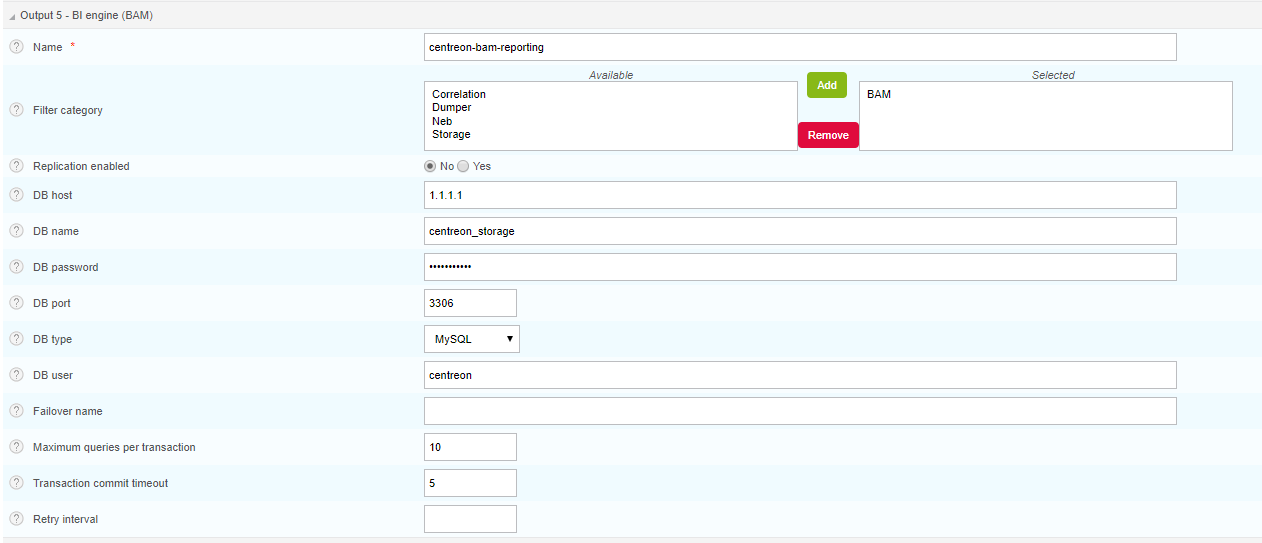 Output 5 - BI engine (BAM)
? Name * centreon-bam-reporting
Available Selected
? Filter category
Correlation
Dumper
Neb
Storage
Add
Remove
BAM
? Replication enabled No Yes
? DB host 1.1.1.1
? DB name centreon_storage
? DB password •••••••••••
? DB port 3306
? DB type MySQL
? DB user centreon
? Failover name
? Maximum queries per transaction 10
? Transaction commit timeout 5
? Retry interval